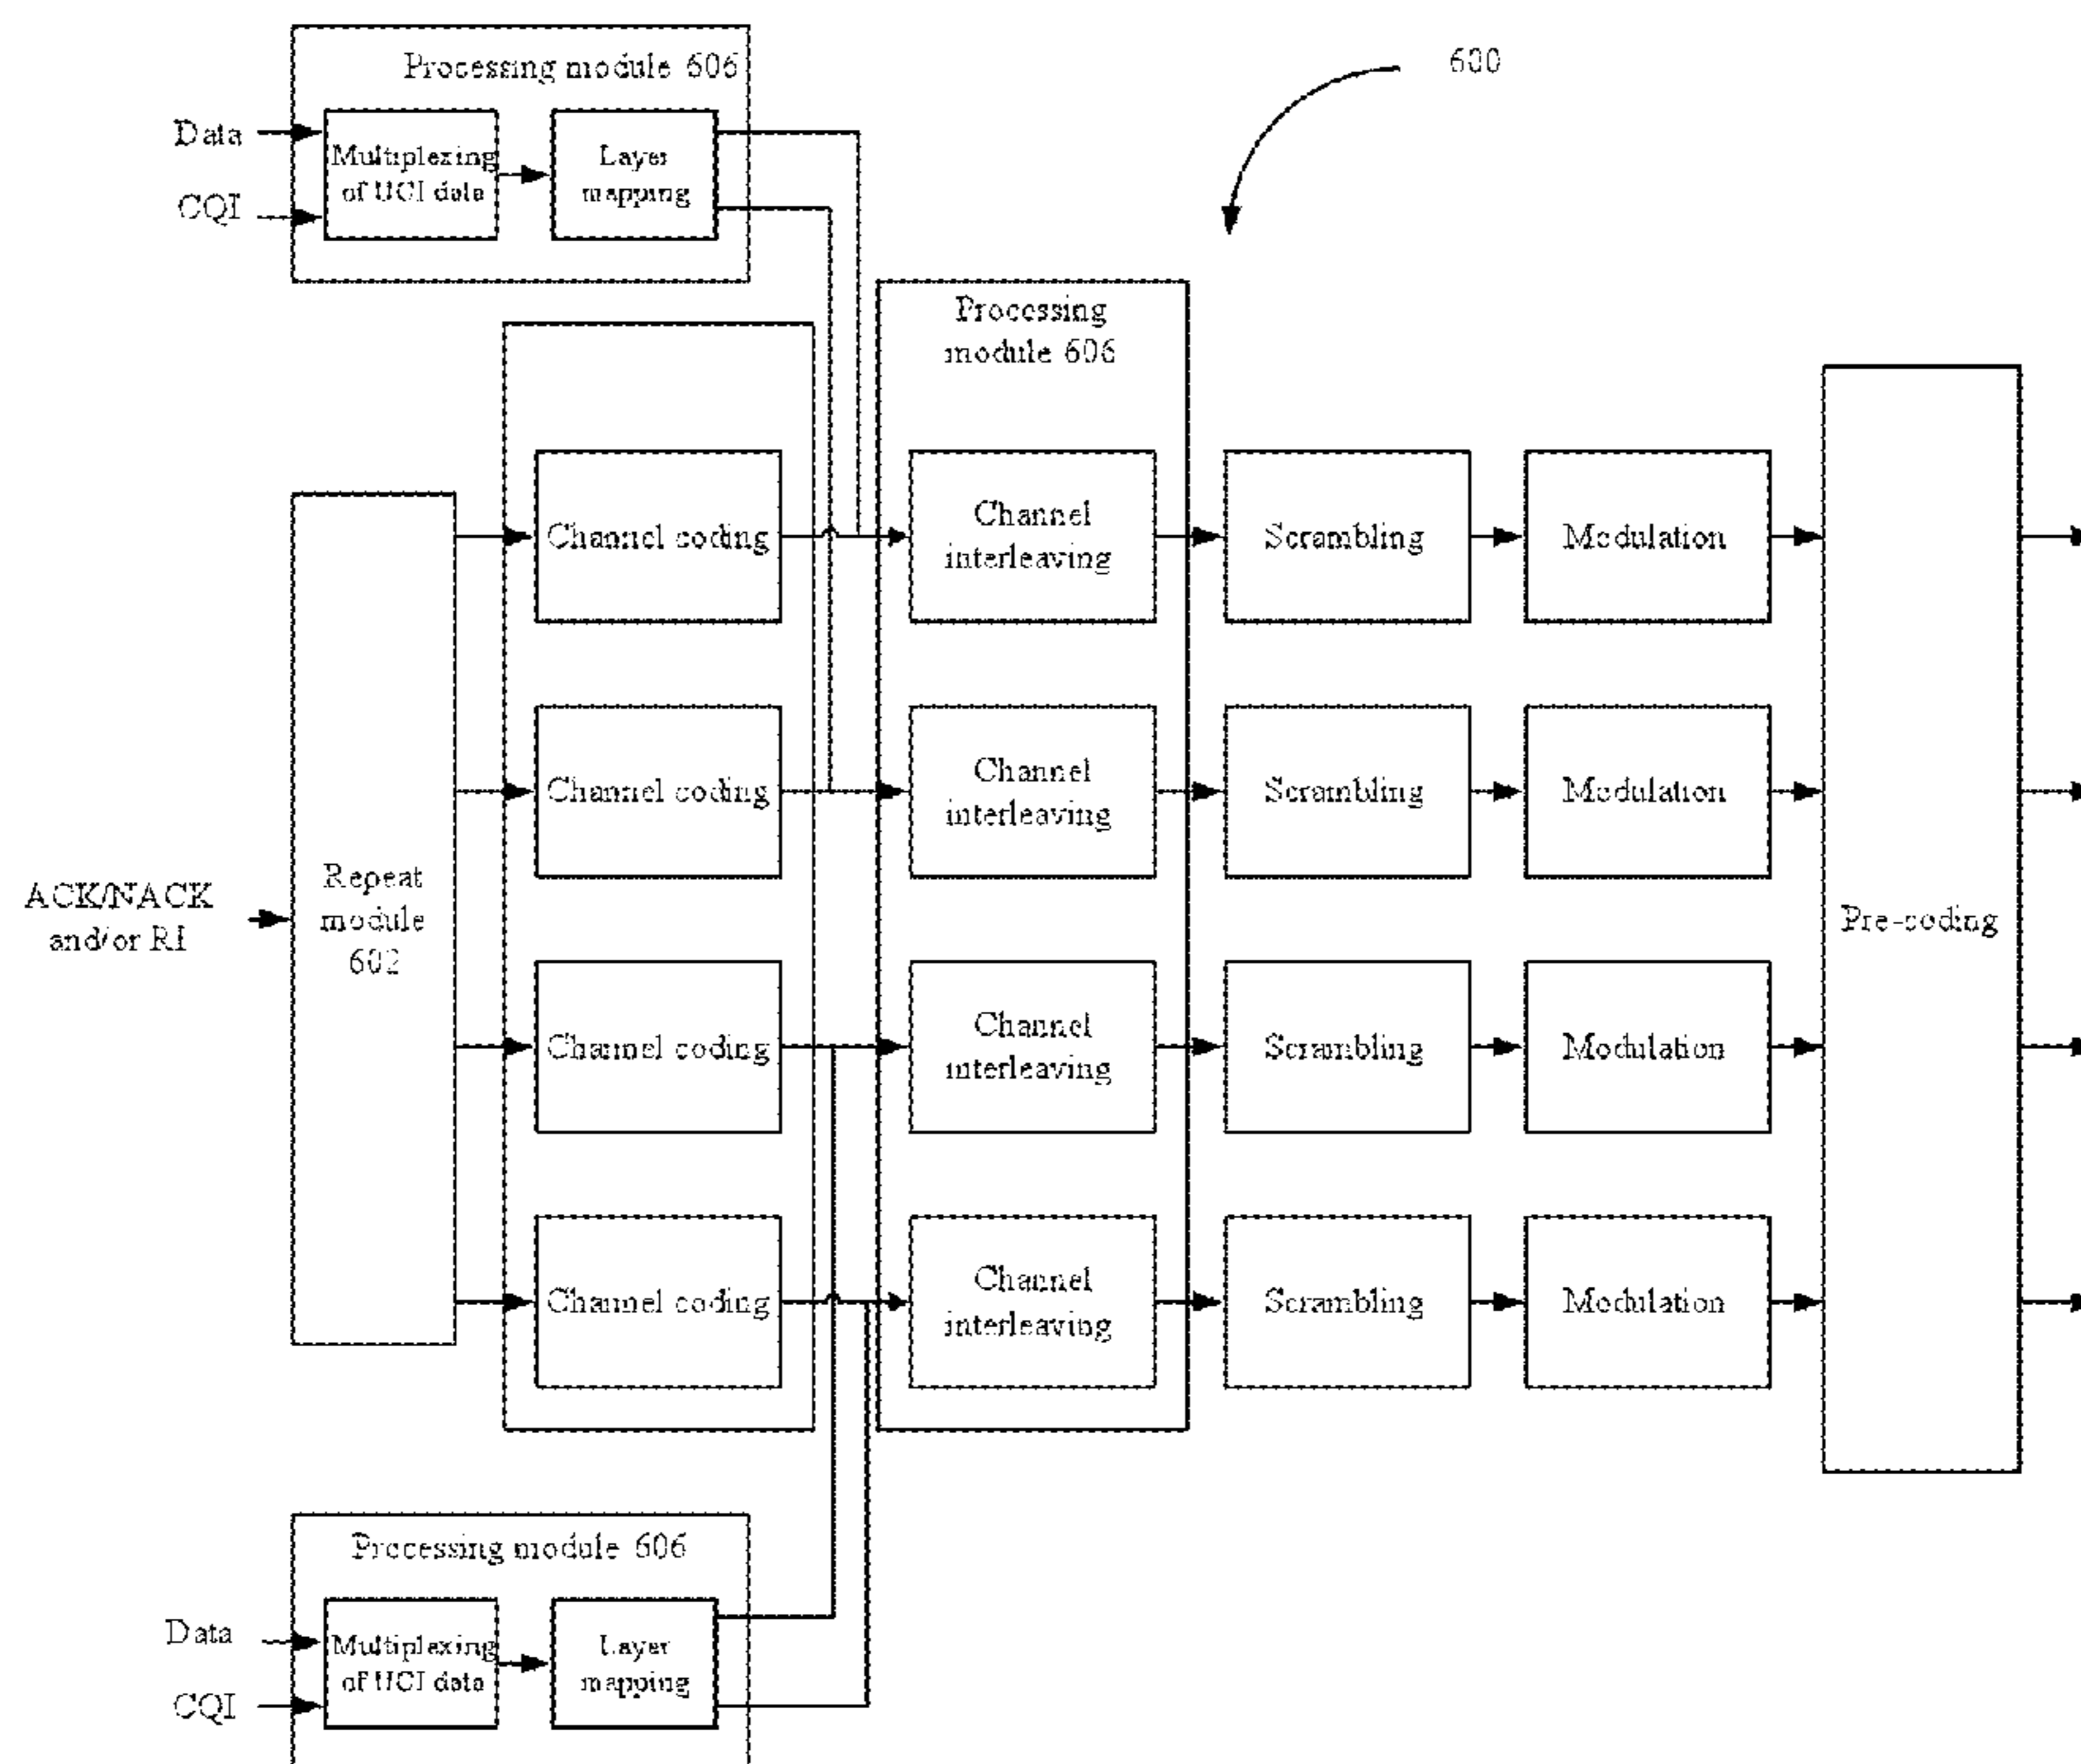 Processing module 606
600
Data
CQI
Multiplexing
of UCI data
Layer
mapping
Processing
module 606
Channel coding
Channel
interleaving
Scrambling
Modulation
Channel coding
Channel
interleaving
Scrambling
Modulation
ACK/NACK
and/or RI
Repeat
module
602
Pre-coding
Channel coding
Channel
interleaving
Scrambling
Modulation
Channel coding
Channel
interleaving
Scrambling
Modulation
Processing module 606
Data
CQI
Multiplexing
of UCI data
Layer
mapping